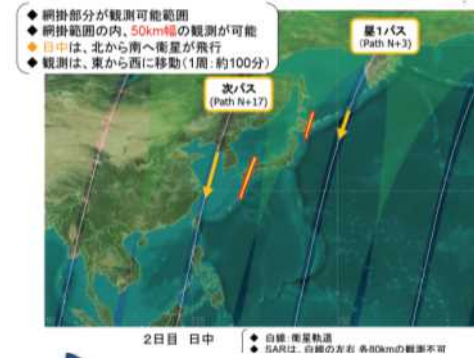 ◆ 網掛部分が観測可能範囲
◆ 網掛範囲の内、50km幅の観測が可能
◆ 日中は、北から南へ衛星が飛行
◆ 観測は、東から西に移動(1周:約100分)
昼1パス
(Path N+3)
次パス
(Path N+17)
2日目 日中
◆ 白線:衛星軌道
◆ SARは、白線の左右 各80kmの観測不可